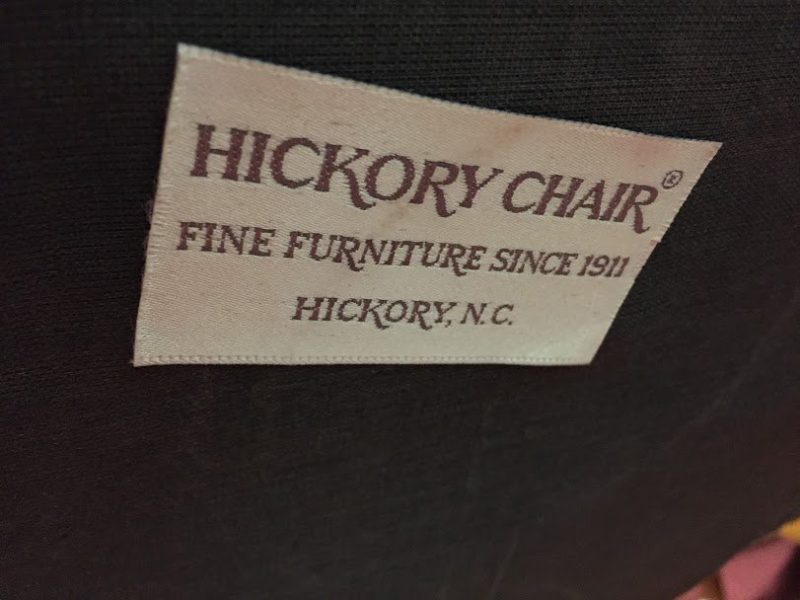 HICKORY CHAIR®
FINE FURNITURE SINCE 1911
HICKORY, N.C.